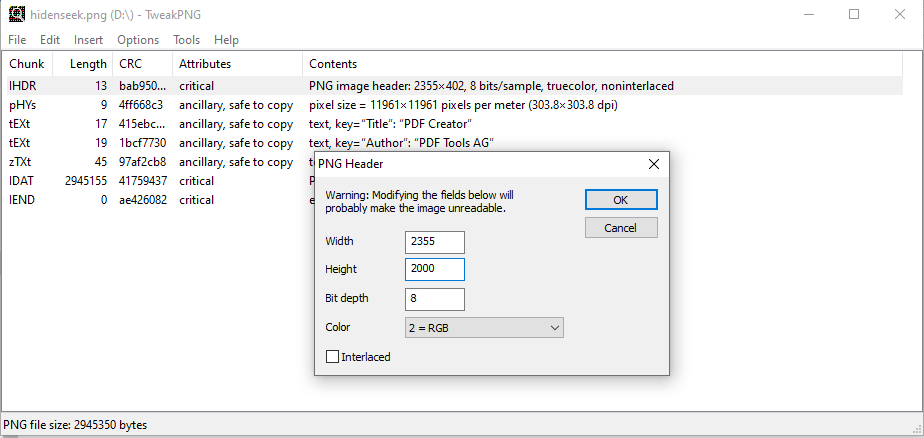 hidenseek.png (D:\) - TweakPNG
File Edit Insert Options Tools Help
Chunk Length CRC Attributes Contents
IHDR 13 bab950... critical PNG image header: 2355×402, 8 bits/sample, truecolor, noninterlaced
pHYs 9 4ff668c3 ancillary, safe to copy pixel size = 11961×11961 pixels per meter (303.8×303.8 dpi)
tEXt 17 415ebc... ancillary, safe to copy text, key="Title": "PDF Creator"
tEXt 19 1bcf7730 ancillary, safe to copy text, key="Author": "PDF Tools AG"
zTXt 45 97af2cb8 ancillary, safe to copy
IDAT 2945155 41759437 critical
IEND 0 ae426082 critical
PNG Header
Warning: Modifying the fields below will
probably make the image unreadable.
OK
Cancel
Width 2355
Height 2000
Bit depth 8
Color 2 = RGB
Interlaced
PNG file size: 2945350 bytes